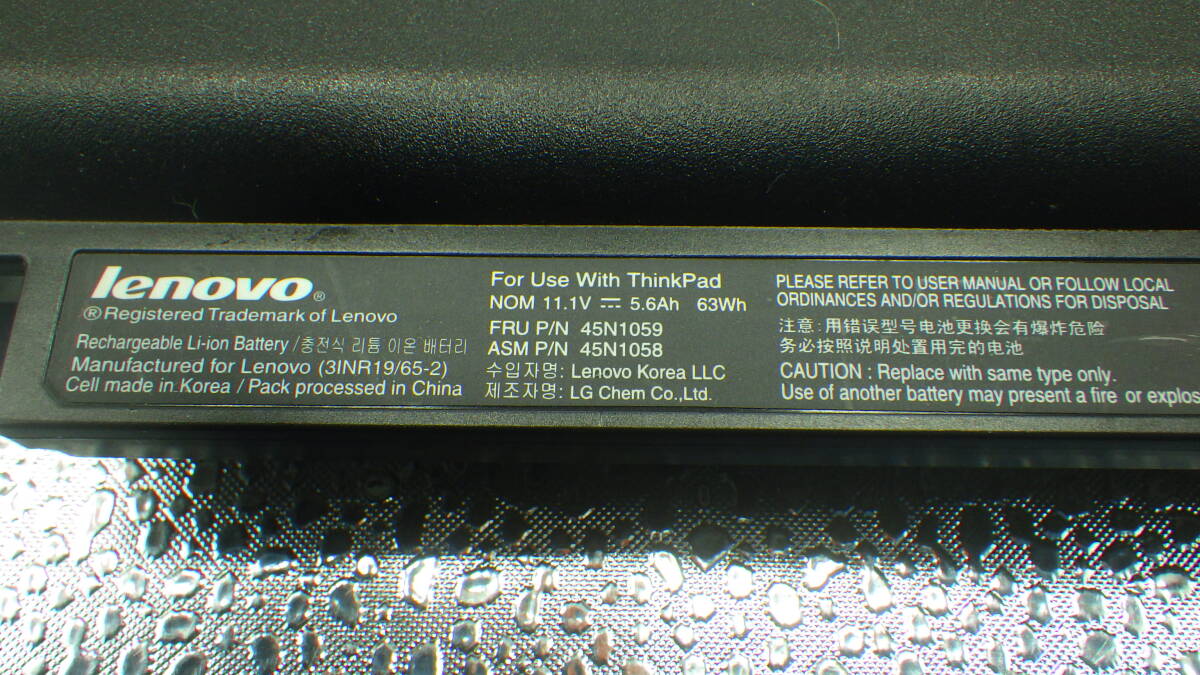 lenovo®
® Registered Trademark of Lenovo
Rechargeable Li-ion Battery /충전식 리튬 이온 배터리
Manufactured for Lenovo (3INR19/65-2)
Cell made in Korea / Pack processed in China
For Use With ThinkPad
NOM 11.1V ⎓ 5.6Ah 63Wh
FRU P/N 45N1059
ASM P/N 45N1058
수입자명: Lenovo Korea LLC
제조자명: LG Chem Co.,Ltd.
PLEASE REFER TO USER MANUAL OR FOLLOW LOCAL
ORDINANCES AND/OR REGULATIONS FOR DISPOSAL
注意: 用错误型号电池更换会有爆炸危险
务必按照说明处置用完的电池
CAUTION : Replace with same type only.
Use of another battery may present a fire or explos